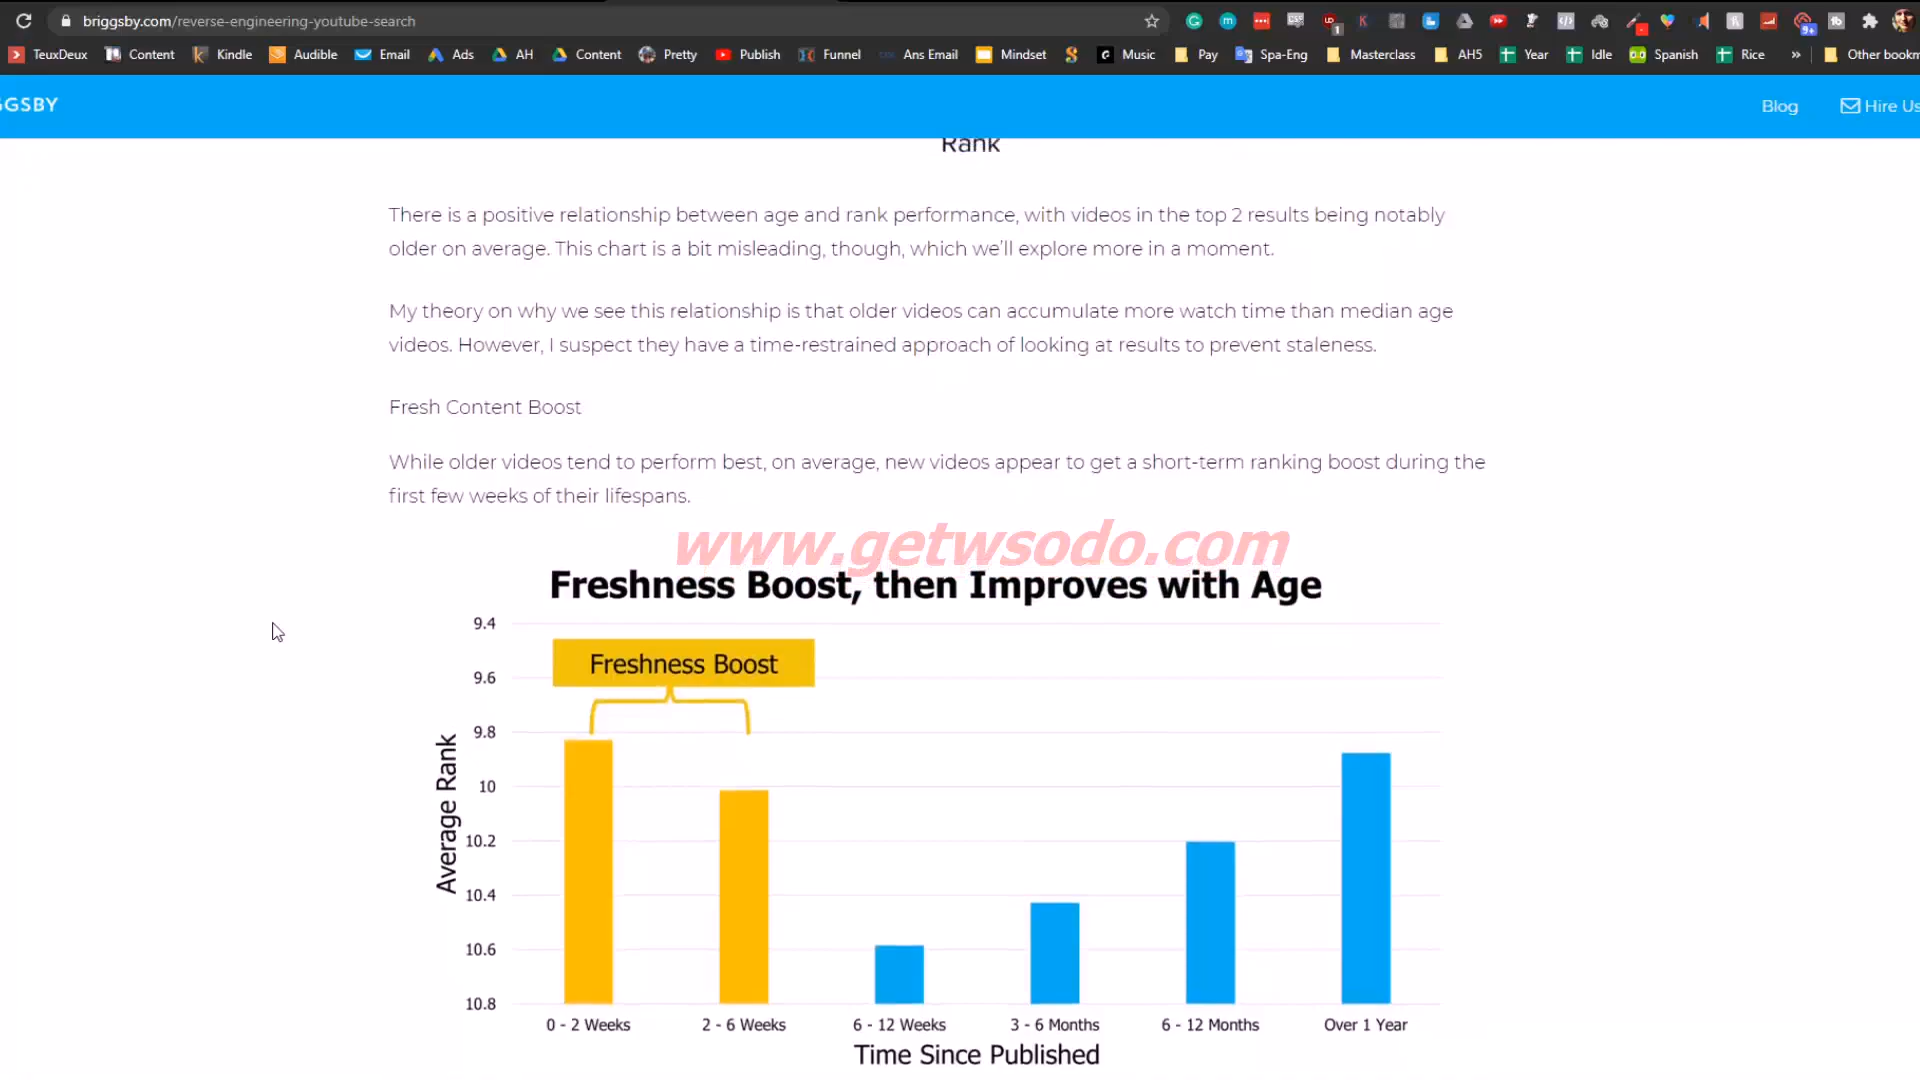 briggsby.com/reverse-engineering-youtube-search
TeuxDeux Content Kindle Audible Email Ads AH Content Pretty Publish Funnel Ans Email Mindset Music Pay Spa-Eng Masterclass AH5 Year Idle Spanish Rice » Other bookm
GGSBY Blog Hire Us
Rank
There is a positive relationship between age and rank performance, with videos in the top 2 results being notably
older on average. This chart is a bit misleading, though, which we'll explore more in a moment.
My theory on why we see this relationship is that older videos can accumulate more watch time than median age
videos. However, I suspect they have a time-restrained approach of looking at results to prevent staleness.
Fresh Content Boost
While older videos tend to perform best, on average, new videos appear to get a short-term ranking boost during the
first few weeks of their lifespans.
www.getwsodo.com
Freshness Boost, then Improves with Age
Freshness Boost
Average Rank
9.4
9.6
9.8
10
10.2
10.4
10.6
10.8
0 - 2 Weeks 2 - 6 Weeks 6 - 12 Weeks 3 - 6 Months 6 - 12 Months Over 1 Year
Time Since Published